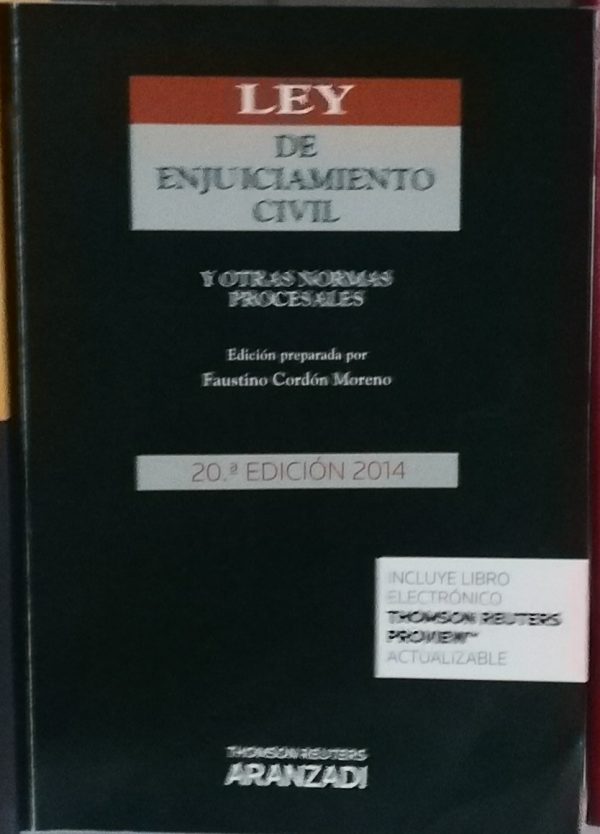 LEY
DE
ENJUICIAMIENTO
CIVIL
Y OTRAS NORMAS
PROCESALES
Edición preparada por
Faustino Cordón Moreno
20.ª EDICIÓN 2014
INCLUYE LIBRO
ELECTRÓNICO
THOMSON REUTERS
PROVIEW™
ACTUALIZABLE
THOMSON REUTERS
ARANZADI